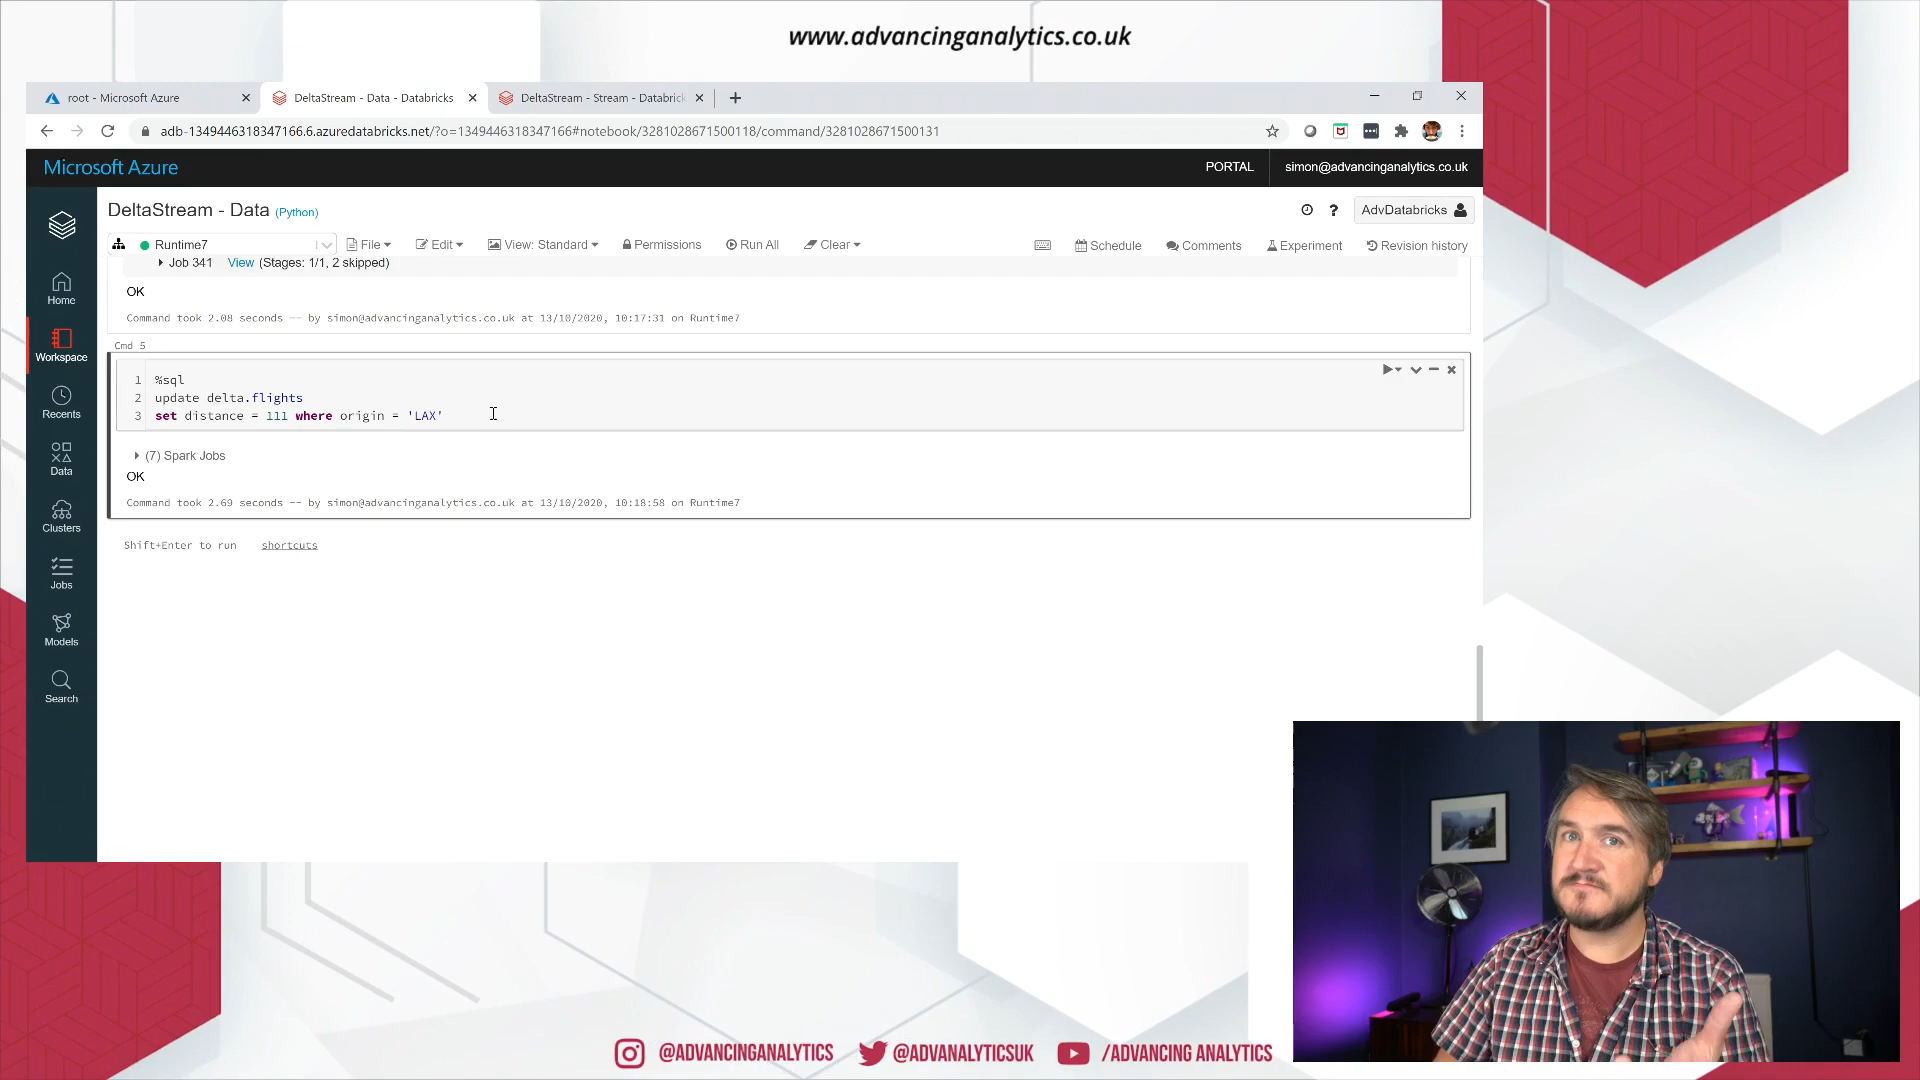 www.advancinganalytics.co.uk
root - Microsoft Azure
DeltaStream - Data - Databricks
DeltaStream - Stream - Databric
adb-1349446318347166.6.azuredatabricks.net/?o=1349446318347166#notebook/3281028671500118/command/3281028671500131
Microsoft Azure
PORTAL
simon@advancinganalytics.co.uk
DeltaStream - Data (Python)
? AdvDatabricks
Runtime7
File
Edit
View: Standard
Permissions
Run All
Clear
Schedule
Comments
Experiment
Revision history
Job 341 View (Stages: 1/1, 2 skipped)
OK
Command took 2.08 seconds -- by simon@advancinganalytics.co.uk at 13/10/2020, 10:17:31 on Runtime7
Cmd 5
1 %sql
2 update delta.flights
3 set distance = 111 where origin = 'LAX'
(7) Spark Jobs
OK
Command took 2.69 seconds -- by simon@advancinganalytics.co.uk at 13/10/2020, 10:18:58 on Runtime7
Shift+Enter to run shortcuts
Home
Workspace
Recents
Data
Clusters
Jobs
Models
Search
@ADVANCINGANALYTICS
@ADVANALYTICSUK
/ADVANCING ANALYTICS